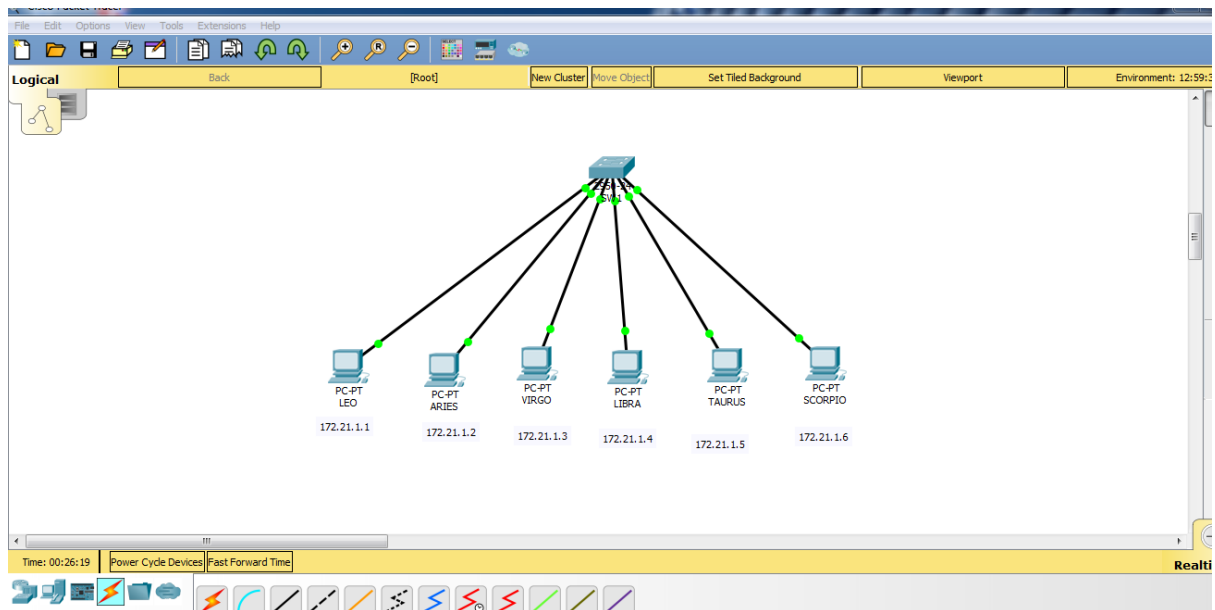 File Edit Options View Tools Extensions Help
Logical Back [Root] New Cluster Move Object Set Tiled Background Viewport Environment: 12:59:3
2950-24
SW1
PC-PT
LEO
172.21.1.1
PC-PT
ARIES
172.21.1.2
PC-PT
VIRGO
172.21.1.3
PC-PT
LIBRA
172.21.1.4
PC-PT
TAURUS
172.21.1.5
PC-PT
SCORPIO
172.21.1.6
Time: 00:26:19 Power Cycle Devices Fast Forward Time
Realti